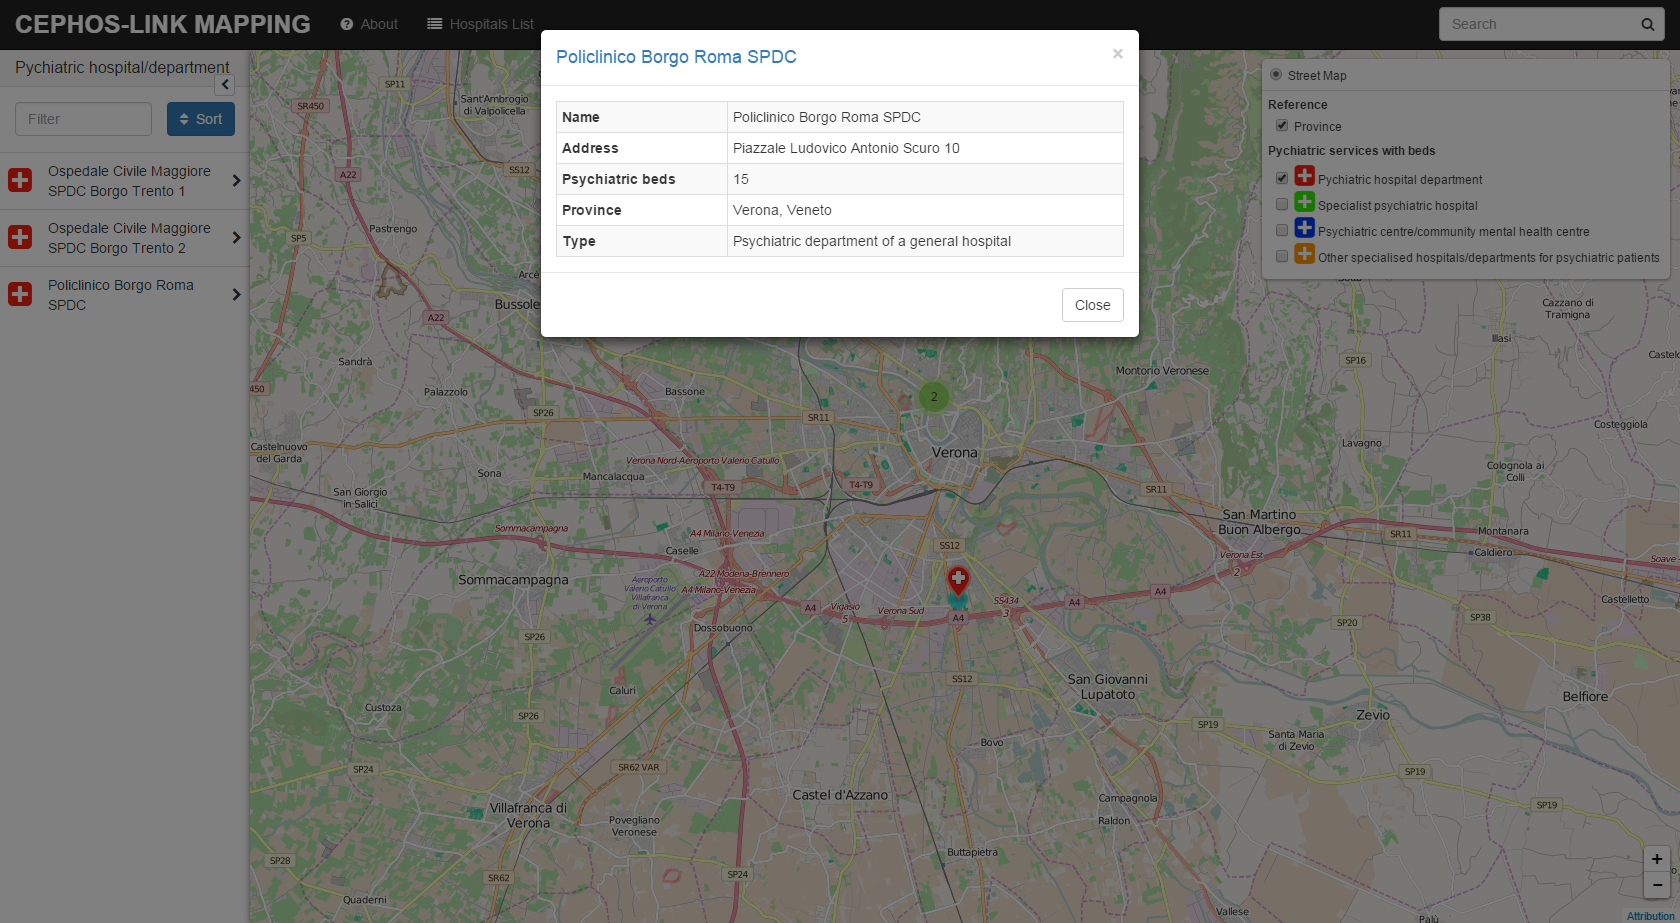 CEPHOS-LINK MAPPING
About
Hospitals List
Search
Pychiatric hospital/department
Filter
Sort
Ospedale Civile Maggiore
SPDC Borgo Trento 1
Ospedale Civile Maggiore
SPDC Borgo Trento 2
Policlinico Borgo Roma
SPDC
Policlinico Borgo Roma SPDC
×
Name Policlinico Borgo Roma SPDC
Address Piazzale Ludovico Antonio Scuro 10
Psychiatric beds 15
Province Verona, Veneto
Type Psychiatric department of a general hospital
Close
Street Map
Reference
Province
Pychiatric services with beds
Pychiatric hospital department
Specialist psychiatric hospital
Psychiatric centre/community mental health centre
Other specialised hospitals/departments for psychiatric patients
SP11
Sant'Ambrogio
di Valpolicella
SR450
A22
SS12
Pastrengo
SP5
Arcé
Bussole
A22
Cazzano di
Tramigna
Illasi
SP16
Sandrà
Montorio Veronese
450
Palazzolo
Bassone
2
SP26
SR11
A4
Costeggiola
Castelnuovo
del Garda
Lavagno
Verona
Verona Nord-Aeroporto Valerio Catullo
Sona
Mancalacqua
Colognola ai
Colli
T4-T9
T4-T9
San Giorgio
in Salici
SR11
San Martino
Buon Albergo
Sommacampagna
A4 Milano-Venezia
SR11
Montanara
SS12
Caselle
Caldiero
Verona Est
2
Soave -
Sommacampagna
A22 Modena-Brennero
Aeroporto
Valerio Catullo
Villafranca
di Verona
A4 Milano-Venezia
A4
A4
Castelletto
A4
Vigasio
5
Verona Sud
SS434
3
A4
SP38
SP20
Dossobuono
SP26
SS12
San Giovanni
Lupatoto
Caluri
Belfiore
Custoza
SP26
Zevio
SP19
Santa Maria
di Zevio
Bovo
SP24
SR62 VAR
SP19
Castel d'Azzano
Campagnola
Villafranca di
Verona
SP19
Povegliano
Veronese
Raldon
Buttapietra
SP28
SR62
SP24
+
−
Quaderni
Vallese
Palù
Attribution